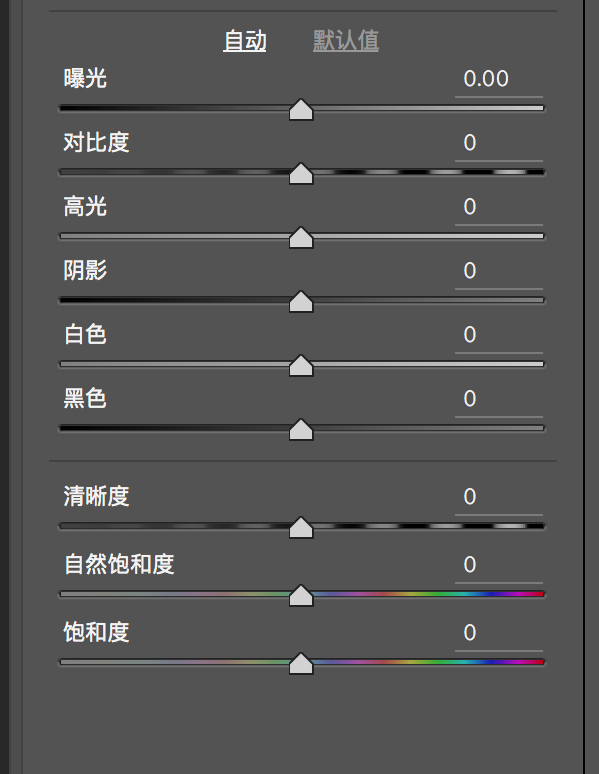 自动 默认值
曝光 0.00
对比度 0
高光 0
阴影 0
白色 0
黑色 0
清晰度 0
自然饱和度 0
饱和度 0